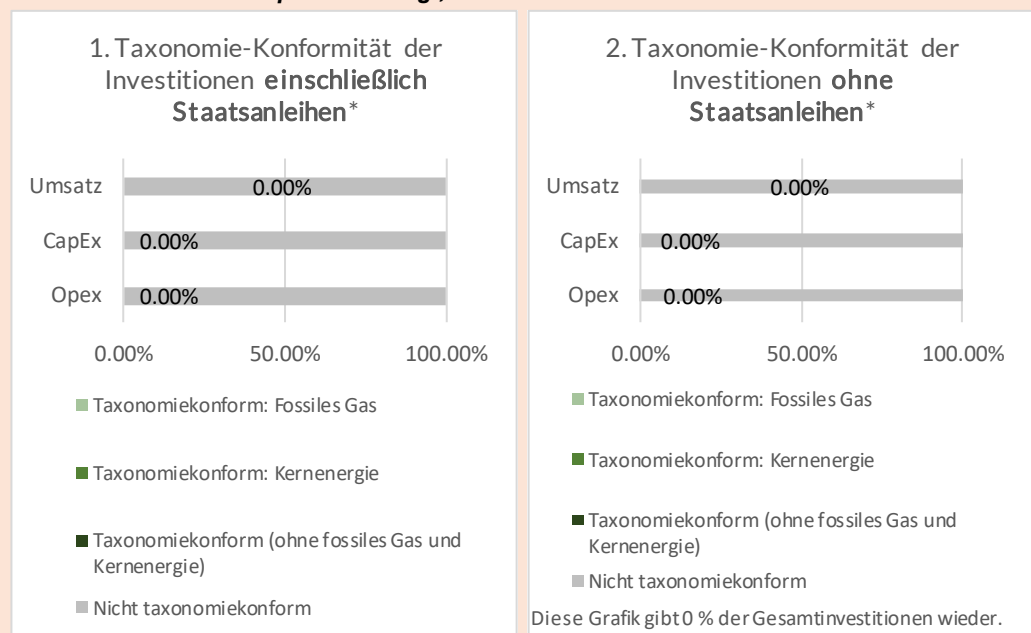 1. Taxonomie-Konformität der
Investitionen einschließlich
Staatsanleihen*
Umsatz
0.00%
CapEx
0.00%
Opex
0.00%
0.00%
50.00%
100.00%
Taxonomiekonform: Fossiles Gas
Taxonomiekonform: Kernenergie
Taxonomiekonform (ohne fossiles Gas und
Kernenergie)
Nicht taxonomiekonform
2. Taxonomie-Konformität der
Investitionen ohne
Staatsanleihen*
Umsatz
0.00%
CapEx
0.00%
Opex
0.00%
0.00%
50.00%
100.00%
Taxonomiekonform: Fossiles Gas
Taxonomiekonform: Kernenergie
Taxonomiekonform (ohne fossiles Gas und
Kernenergie)
Nicht taxonomiekonform
Diese Grafik gibt 0 % der Gesamtinvestitionen wieder.